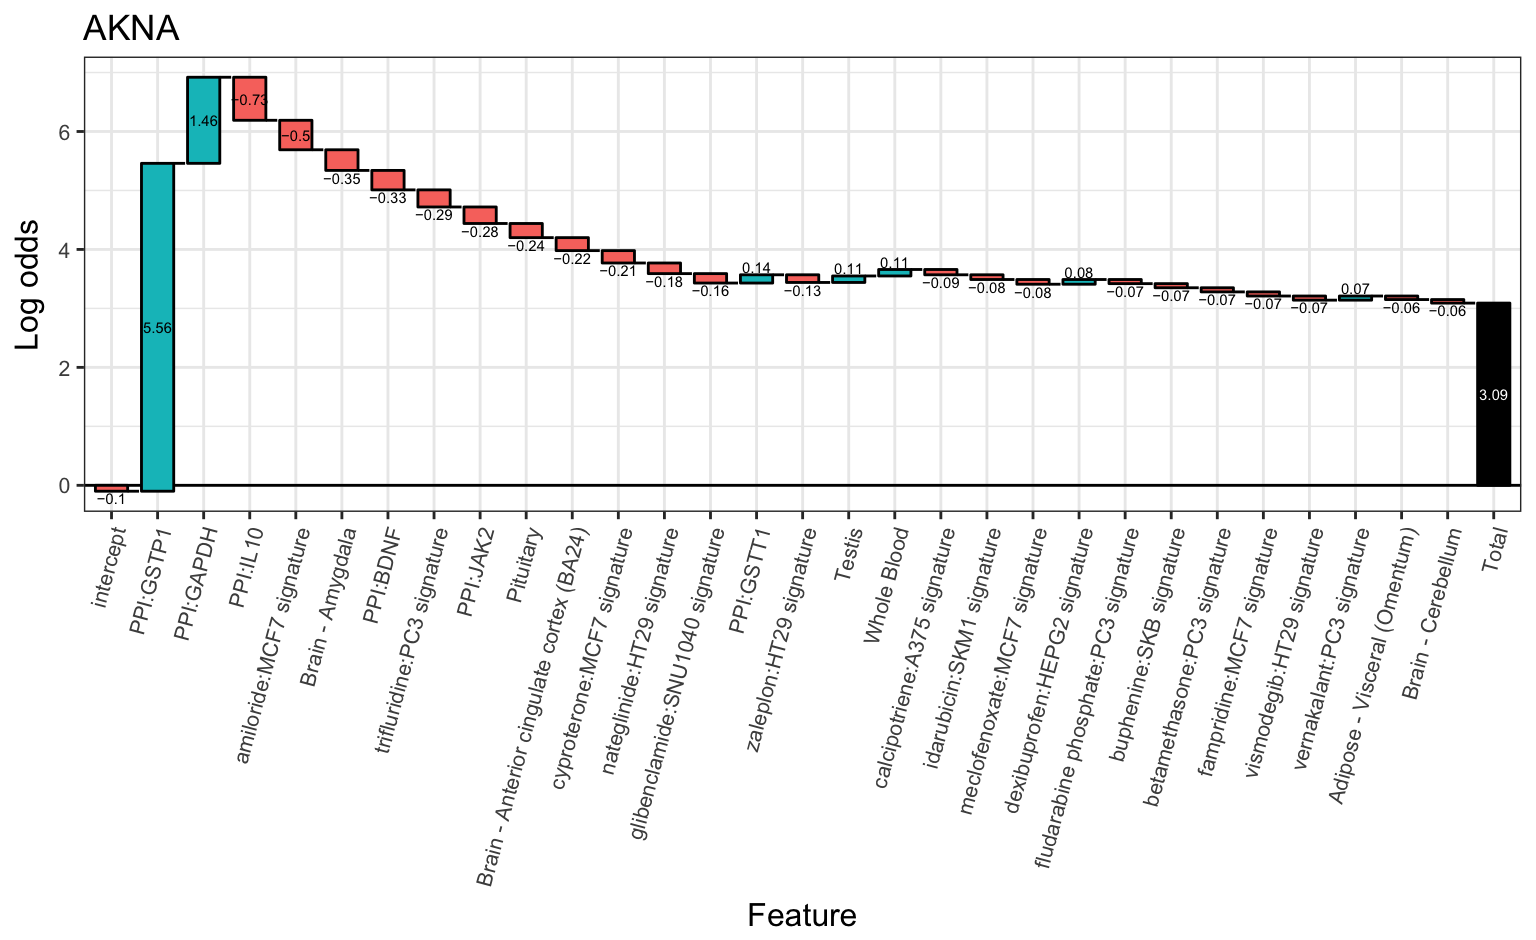 AKNA
Log odds
6
4
2
0
−0.1
5.56
1.46
−0.73
−0.5
−0.35
−0.33
−0.29
−0.28
−0.24
−0.22
−0.21
−0.18
−0.16
0.14
−0.13
0.11
0.11
−0.09
−0.08
−0.08
0.08
−0.07
−0.07
−0.07
−0.07
−0.07
0.07
−0.06
−0.06
3.09
intercept
PPI:GSTP1
PPI:GAPDH
PPI:IL10
amiloride:MCF7 signature
Brain - Amygdala
PPI:BDNF
trifluridine:PC3 signature
PPI:JAK2
Pituitary
Brain - Anterior cingulate cortex (BA24)
cyproterone:MCF7 signature
nateglinide:HT29 signature
glibenclamide:SNU1040 signature
PPI:GSTT1
zaleplon:HT29 signature
Testis
Whole Blood
calcipotriene:A375 signature
idarubicin:SKM1 signature
meclofenoxate:MCF7 signature
dexibuprofen:HEPG2 signature
fludarabine phosphate:PC3 signature
buphenine:SKB signature
betamethasone:PC3 signature
fampridine:MCF7 signature
vismodegib:HT29 signature
vernakalant:PC3 signature
Adipose - Visceral (Omentum)
Brain - Cerebellum
Total
Feature